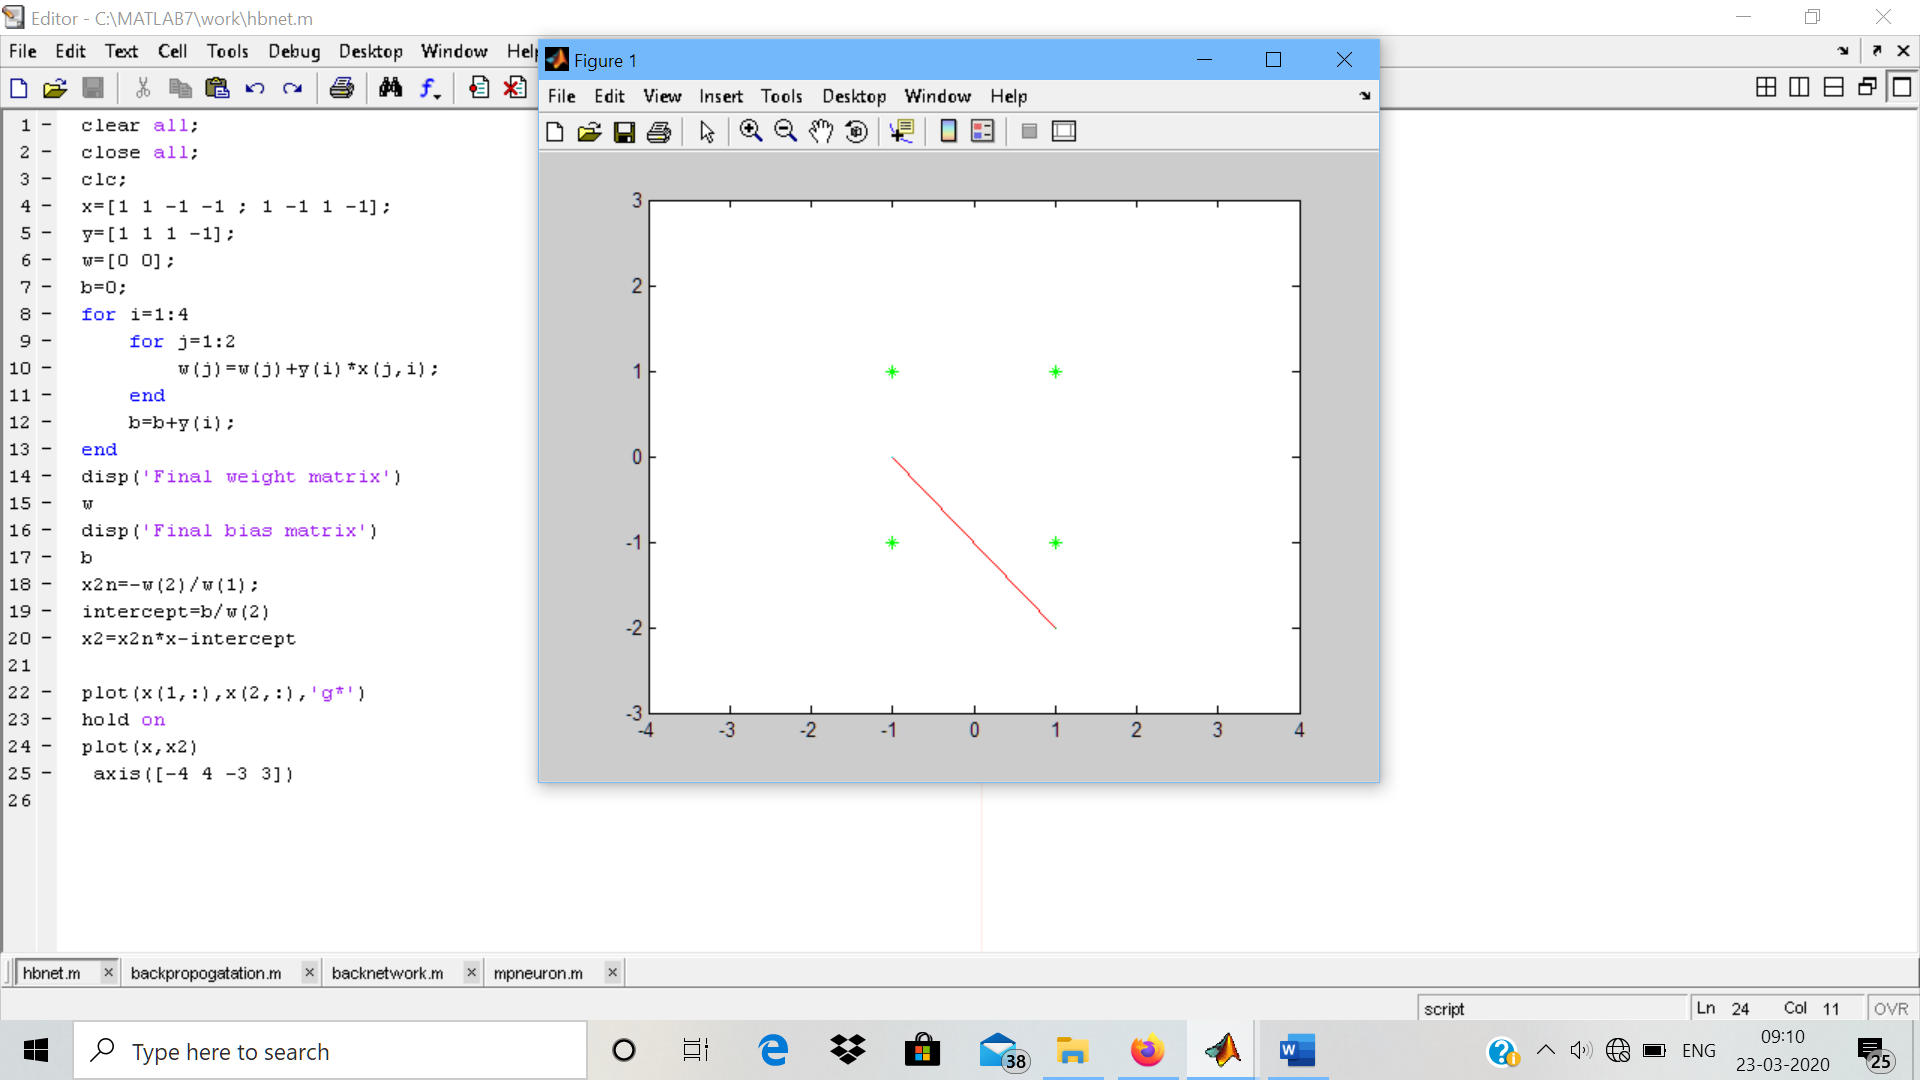 Editor - C:\MATLAB7\work\hbnet.m
File Edit Text Cell Tools Debug Desktop Window Help
1 - clear all;
2 - close all;
3 - clc;
4 - x=[1 1 -1 -1 ; 1 -1 1 -1];
5 - y=[1 1 1 -1];
6 - w=[0 0];
7 - b=0;
8 - for i=1:4
9 - for j=1:2
10 - w(j)=w(j)+y(i)*x(j,i);
11 - end
12 - b=b+y(i);
13 - end
14 - disp('Final weight matrix')
15 - w
16 - disp('Final bias matrix')
17 - b
18 - x2n=-w(2)/w(1);
19 - intercept=b/w(2)
20 - x2=x2n*x-intercept
21
22 - plot(x(1,:),x(2,:),'g*')
23 - hold on
24 - plot(x,x2)
25 - axis([-4 4 -3 3])
26
Figure 1
File Edit View Insert Tools Desktop Window Help
3
2
1
0
-1
-2
-3
-4 -3 -2 -1 0 1 2 3 4
hbnet.m backpropogatation.m backnetwork.m mpneuron.m
script Ln 24 Col 11 OVR
Type here to search
38
W
ENG
09:10
23-03-2020
25